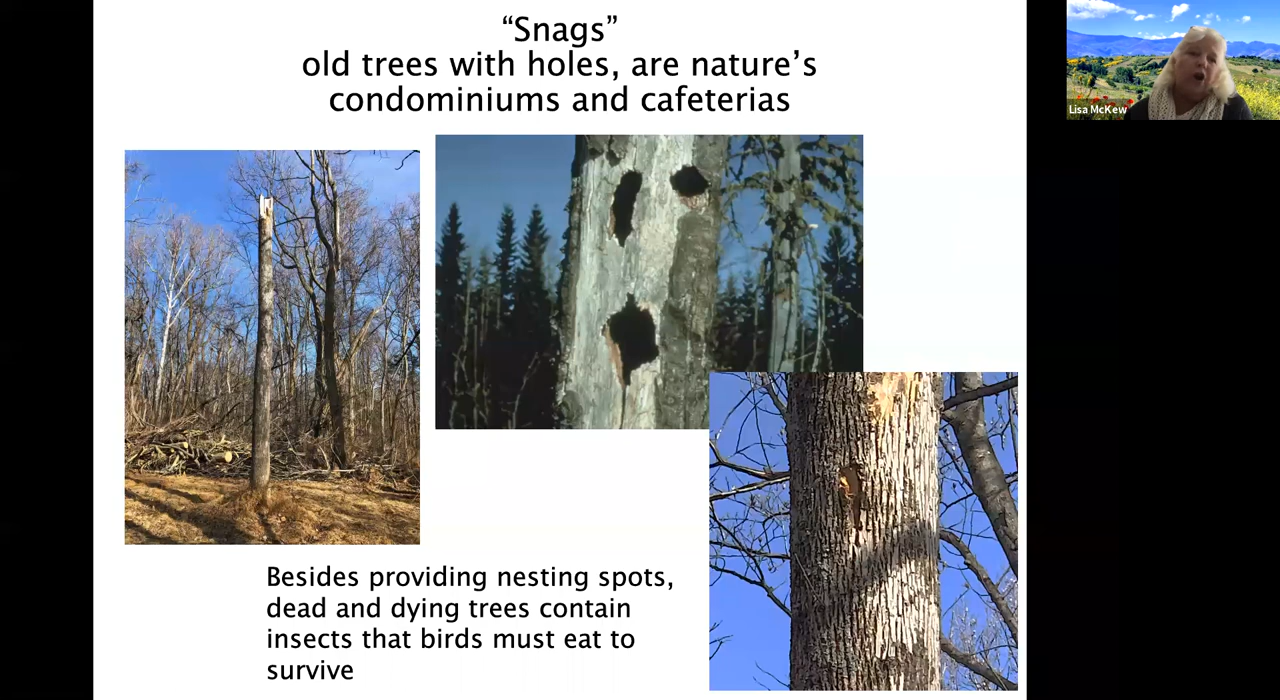 “Snags”
old trees with holes, are nature’s
condominiums and cafeterias
Lisa McKew
Besides providing nesting spots,
dead and dying trees contain
insects that birds must eat to
survive